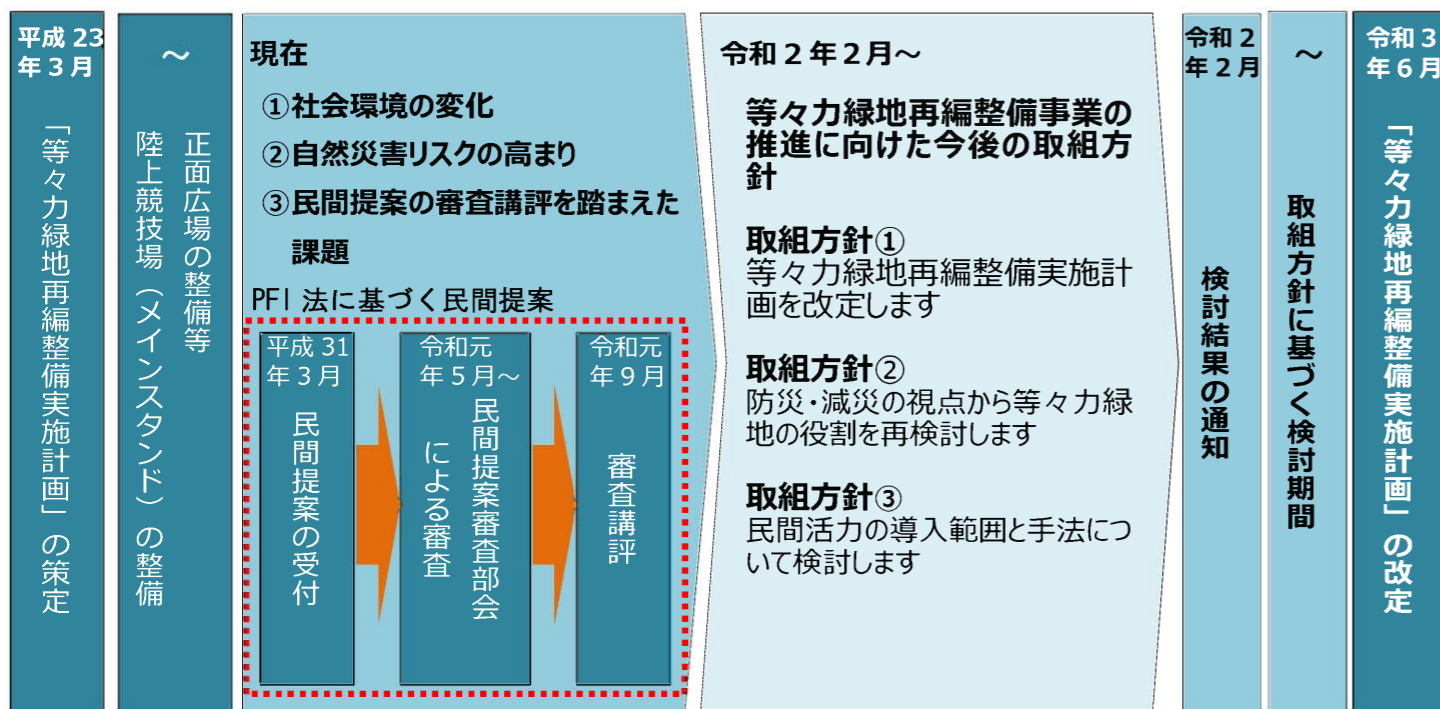 平成 23
年 3 月
「等々力緑地再編整備実施計画」の策定
～
正面広場の整備等
陸上競技場（メインスタンド）の整備
現在
①社会環境の変化
②自然災害リスクの高まり
③民間提案の審査講評を踏まえた
課題
PFI 法に基づく民間提案
平成 31
年 3 月
民間提案の受付
令和元
年 5 月～
民間提案審査部会
による審査
令和元
年 9 月
審査講評
令和 2 年 2 月～
等々力緑地再編整備事業の
推進に向けた今後の取組方
針
取組方針①
等々力緑地再編整備実施計
画を改定します
取組方針②
防災・減災の視点から等々力緑
地の役割を再検討します
取組方針③
民間活力の導入範囲と手法につ
いて検討します
令和 2
年 2 月
検討結果の通知
～
取組方針に基づく検討期間
令和 3
年 6 月
「等々力緑地再編整備実施計画」の改定